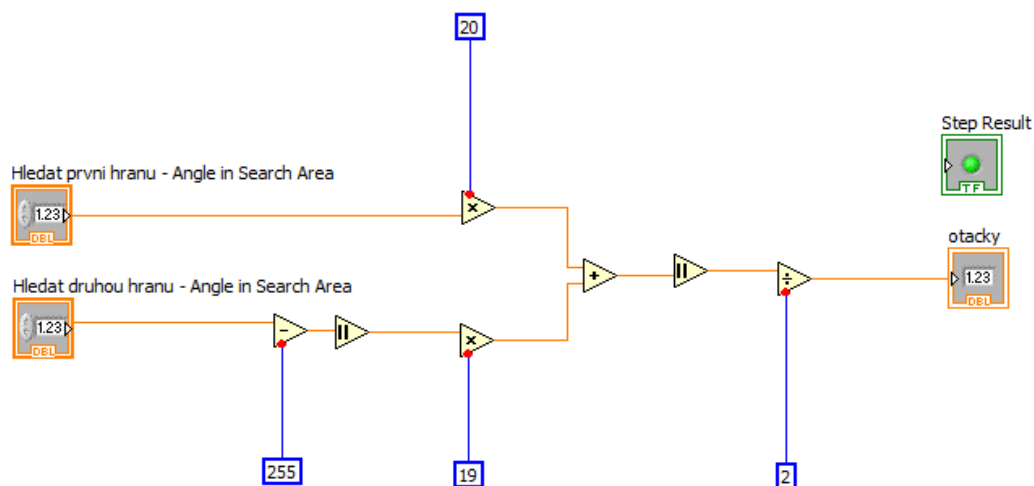 20
Step Result
TF
Hledat prvni hranu - Angle in Search Area
1.23
DBL
×
otacky
1.23
DBL
+
÷
Hledat druhou hranu - Angle in Search Area
1.23
DBL
-
×
255
19
2